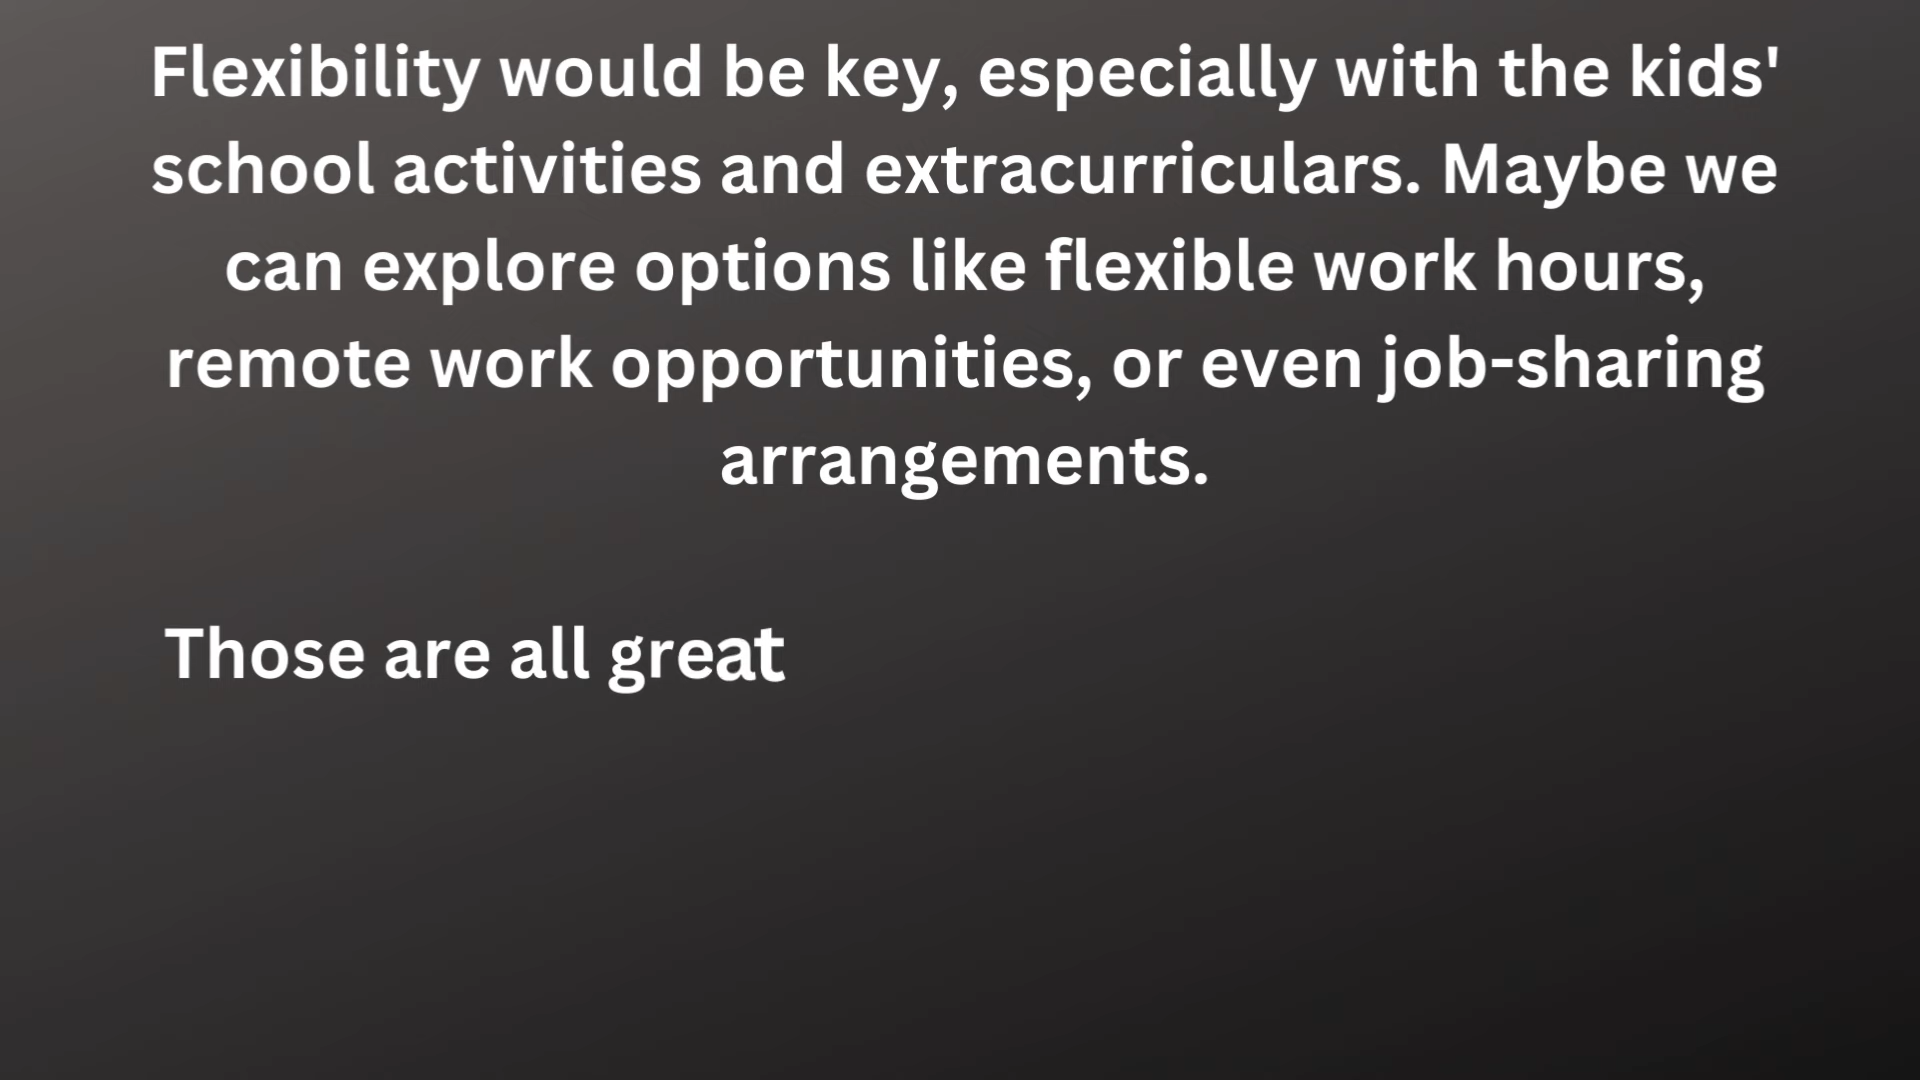 Flexibility would be key, especially with the kids'
school activities and extracurriculars. Maybe we
can explore options like flexible work hours,
remote work opportunities, or even job-sharing
arrangements.
Those are all great